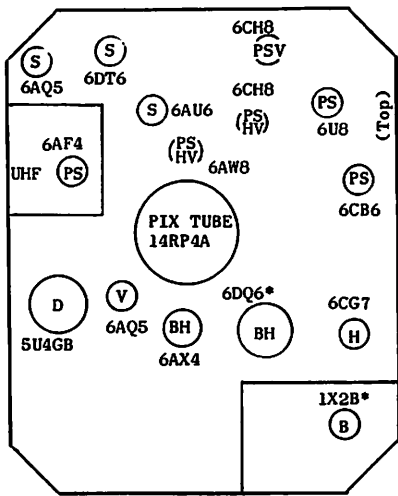 6CH8
S
S
PSV
6AQ5
6DT6
6CH8
S
6AU6
PS
HV
PS
6U8
(Top)
6AF4
PS
HV
UHF
PS
6AW8
PS
6CB6
PIX TUBE
14RP4A
6DQ6*
D
V
6CG7
5U4GB
6AQ5
BH
BH
H
6AX4
1X2B*
B